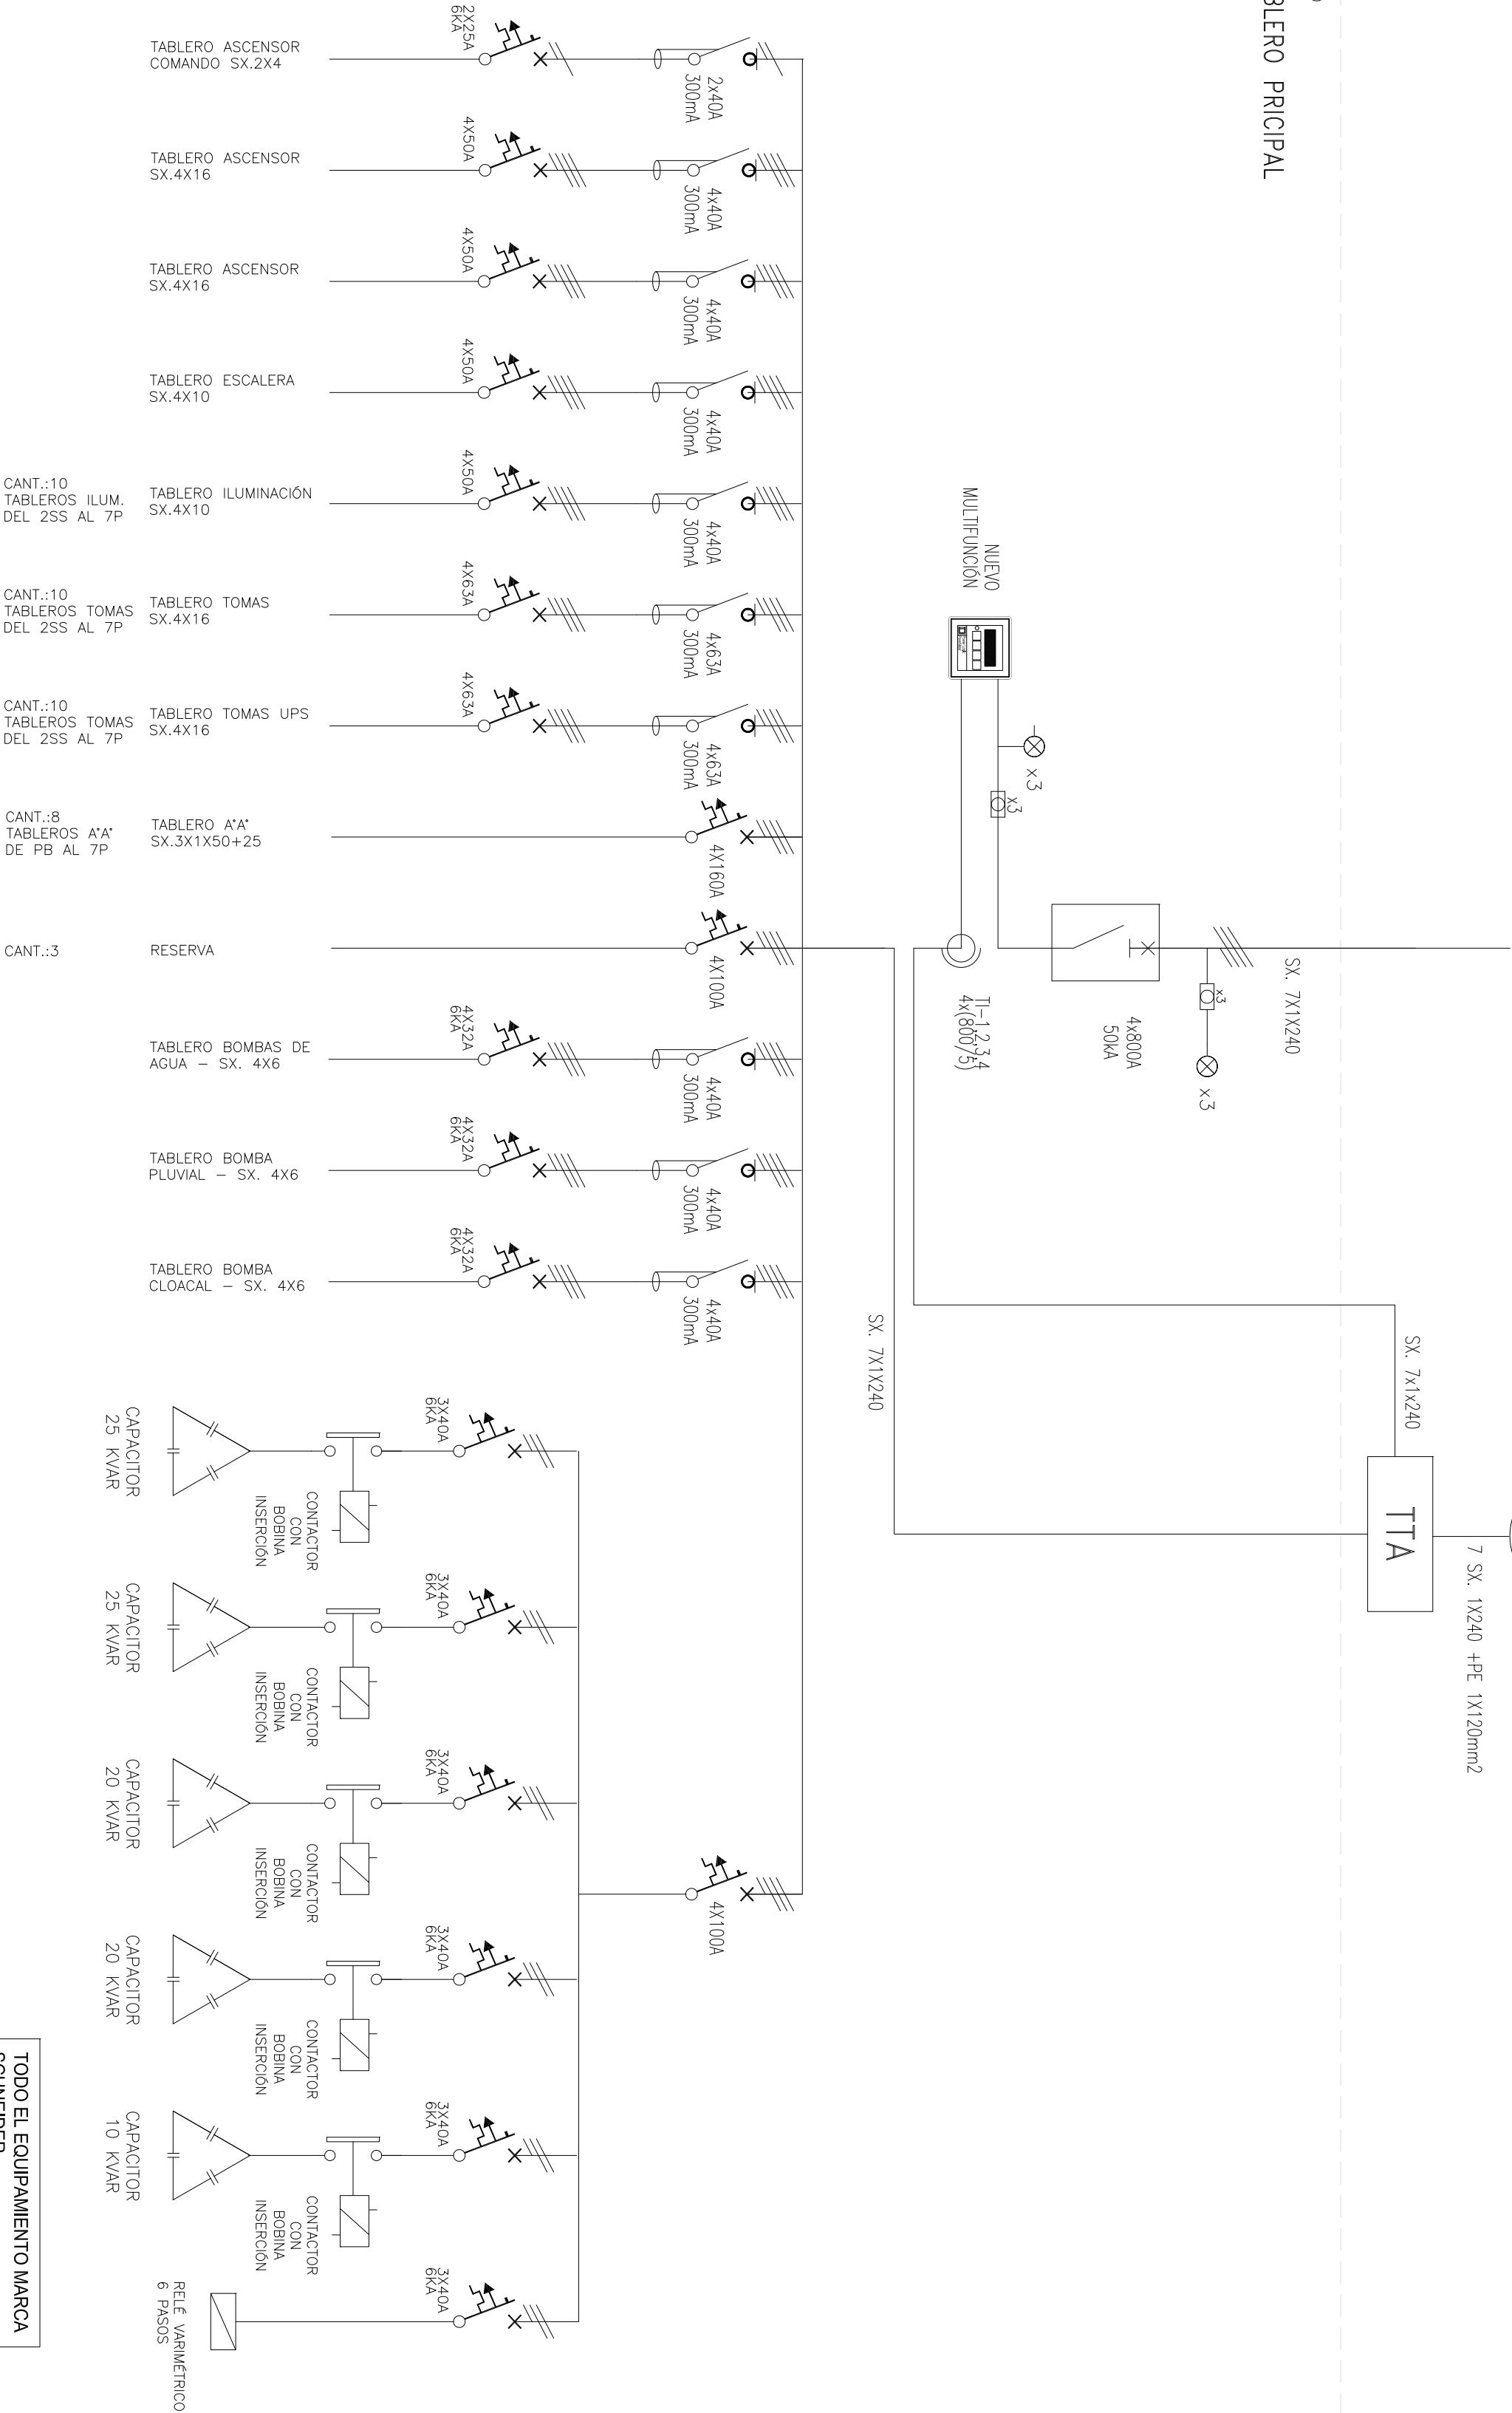 BLERO PRICIPAL
TABLERO ASCENSOR
COMANDO SX.2X4
2X25A
6KA
2x40A
300mA
TABLERO ASCENSOR
SX.4X16
4X50A
4x40A
300mA
TABLERO ASCENSOR
SX.4X16
4X50A
4x40A
300mA
TABLERO ESCALERA
SX.4X10
4X50A
4x40A
300mA
CANT.:10
TABLEROS ILUM.
DEL 2SS AL 7P
TABLERO ILUMINACIÓN
SX.4X10
4X50A
4x40A
300mA
CANT.:10
TABLEROS TOMAS
DEL 2SS AL 7P
TABLERO TOMAS
SX.4X16
4X63A
4x63A
300mA
CANT.:10
TABLEROS TOMAS
DEL 2SS AL 7P
TABLERO TOMAS UPS
SX.4X16
4X63A
4x63A
300mA
CANT.:8
TABLEROS A°A°
DE PB AL 7P
TABLERO A°A°
SX.3X1X50+25
4X160A
CANT.:3
RESERVA
4X100A
TABLERO BOMBAS DE
AGUA – SX. 4X6
4X32A
6KA
4x40A
300mA
TABLERO BOMBA
PLUVIAL – SX. 4X6
4X32A
6KA
4x40A
300mA
TABLERO BOMBA
CLOACAL – SX. 4X6
4X32A
6KA
4x40A
300mA
NUEVO
MULTIFUNCIÓN
x3
x3
TI-1,2,3,4
4x(800/5)
4x800A
50kA
x3
x3
SX. 7X1X240
SX. 7X1X240
SX. 7x1x240
TTA
7 SX. 1X240 +PE 1X120mm2
4X100A
3X40A
6KA
CONTACTOR
CON
BOBINA
INSERCIÓN
CAPACITOR
25 KVAR
3X40A
6KA
CONTACTOR
CON
BOBINA
INSERCIÓN
CAPACITOR
25 KVAR
3X40A
6KA
CONTACTOR
CON
BOBINA
INSERCIÓN
CAPACITOR
20 KVAR
3X40A
6KA
CONTACTOR
CON
BOBINA
INSERCIÓN
CAPACITOR
20 KVAR
3X40A
6KA
CONTACTOR
CON
BOBINA
INSERCIÓN
CAPACITOR
10 KVAR
3X40A
6KA
RELÉ VARIMÉTRICO
6 PASOS
TODO EL EQUIPAMIENTO MARCA
SCHNEIDER